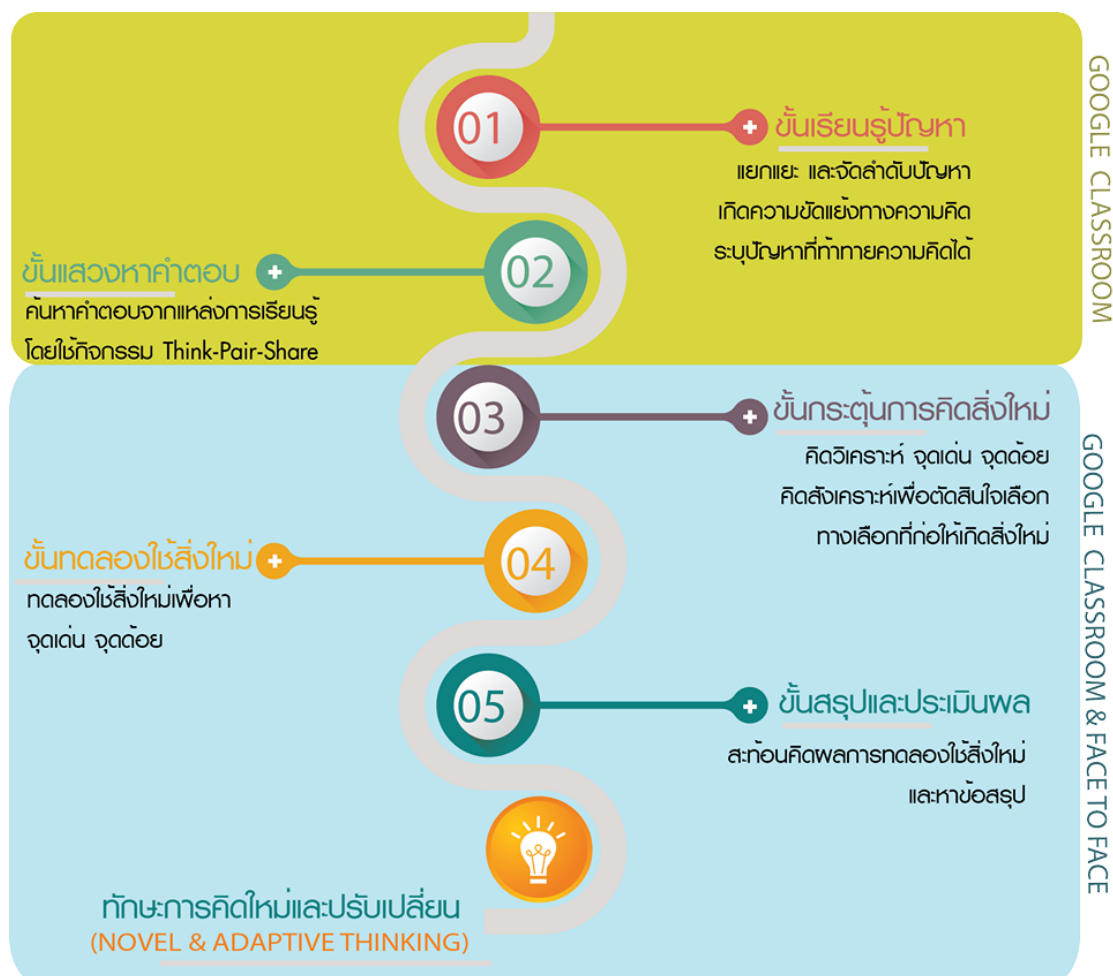 GOOGLE CLASSROOM
01
ขั้นเรียนรู้ปัญหา
แยกแยะ และจัดลำดับปัญหา
เกิดความขัดแย้งทางความคิด
ระบุปัญหาที่ท้าทายความคิดได้
02
ขั้นแสวงหาคำตอบ
ค้นหาคำตอบจากแหล่งการเรียนรู้
โดยใช้กิจกรรม Think-Pair-Share
GOOGLE CLASSROOM & FACE TO FACE
03
ขั้นกระตุ้นการคิดสิ่งใหม่
คิดวิเคราะห์ จุดเด่น จุดด้อย
คิดสังเคราะห์เพื่อตัดสินใจเลือก
ทางเลือกที่ก่อให้เกิดสิ่งใหม่
04
ขั้นทดลองใช้สิ่งใหม่
ทดลองใช้สิ่งใหม่เพื่อหา
จุดเด่น จุดด้อย
05
ขั้นสรุปและประเมินผล
สะท้อนคิดผลการทดลองใช้สิ่งใหม่
และหาข้อสรุป
ทักษะการคิดใหม่และปรับเปลี่ยน
(NOVEL & ADAPTIVE THINKING)